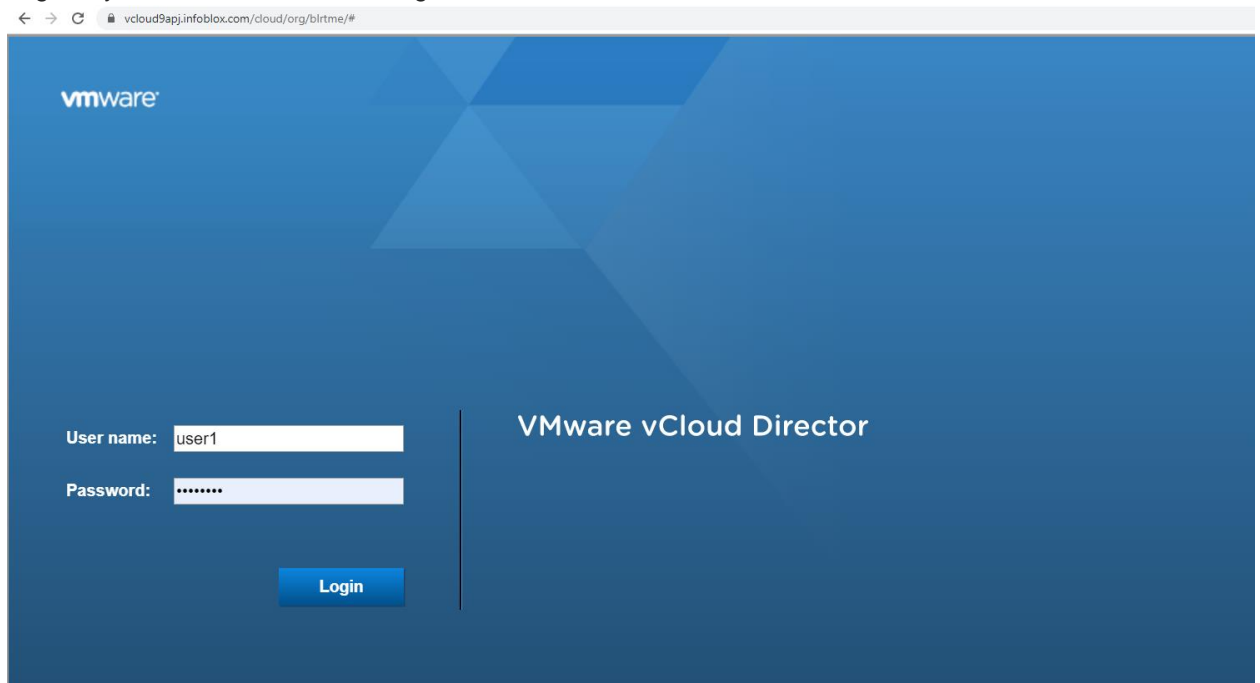 vcloud9apj.infoblox.com/cloud/org/blrtme/#
vmware
User name: user1
Password: ••••••••
Login
VMware vCloud Director